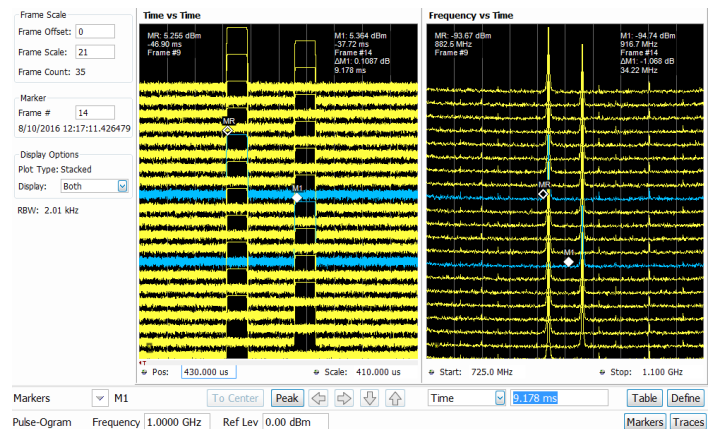 Frame Scale
Frame Offset: 0
Frame Scale: 21
Frame Count: 35
Marker
Frame # 14
8/10/2016 12:17:11.426479
Display Options
Plot Type: Stacked
Display: Both
RBW: 2.01 kHz
Time vs Time
MR: 5.255 dBm
-46.90 ms
Frame #9
M1: 5.364 dBm
-37.72 ms
Frame #14
ΔM1: 0.1087 dB
9.178 ms
MR
M1
Pos: 430.000 us
Scale: 410.000 us
Frequency vs Time
MR: -93.67 dBm
882.5 MHz
Frame #9
M1: -94.74 dBm
916.7 MHz
Frame #14
ΔM1: -1.068 dB
34.22 MHz
MR
M1
Start: 725.0 MHz
Stop: 1.100 GHz
Markers M1 To Center Peak Time 9.178 ms Table Define
Pulse-Ogram Frequency 1.0000 GHz Ref Lev 0.00 dBm Markers Traces